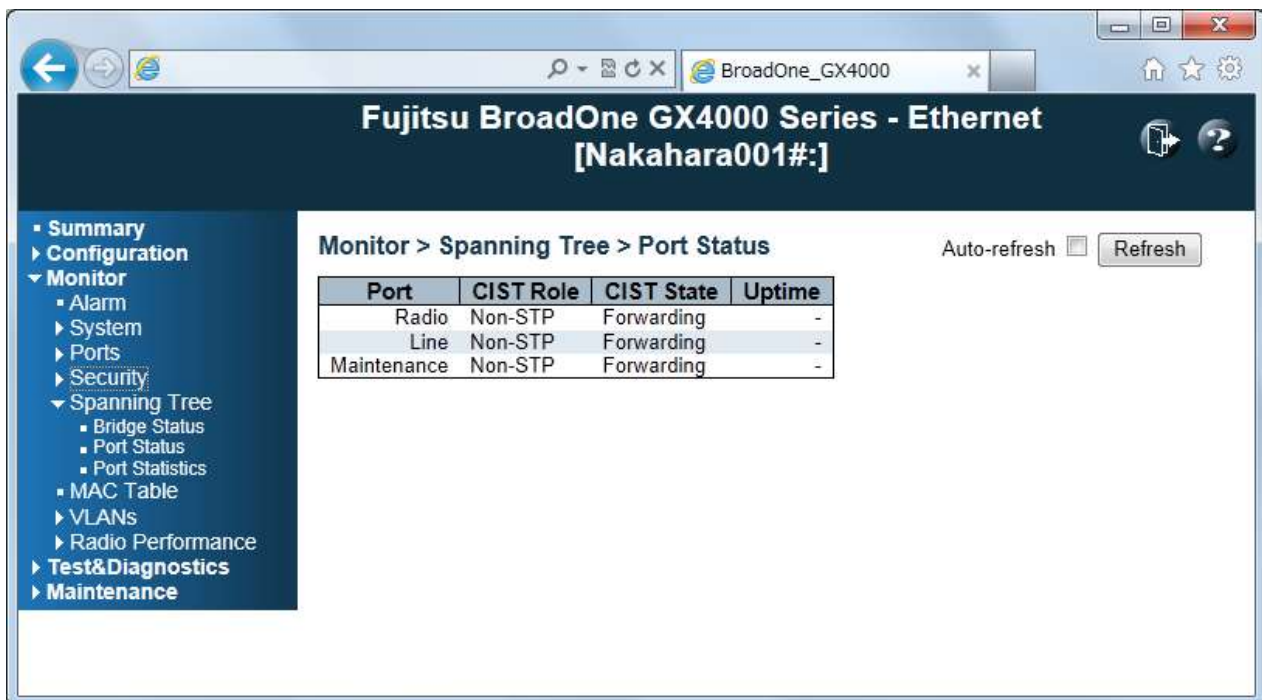 BroadOne_GX4000
Fujitsu BroadOne GX4000 Series - Ethernet
[Nakahara001#:]
Summary
Configuration
Monitor
Alarm
System
Ports
Security
Spanning Tree
Bridge Status
Port Status
Port Statistics
MAC Table
VLANs
Radio Performance
Test&Diagnostics
Maintenance
Monitor > Spanning Tree > Port Status
Auto-refresh Refresh
Port CIST Role CIST State Uptime
Radio Non-STP Forwarding -
Line Non-STP Forwarding -
Maintenance Non-STP Forwarding -